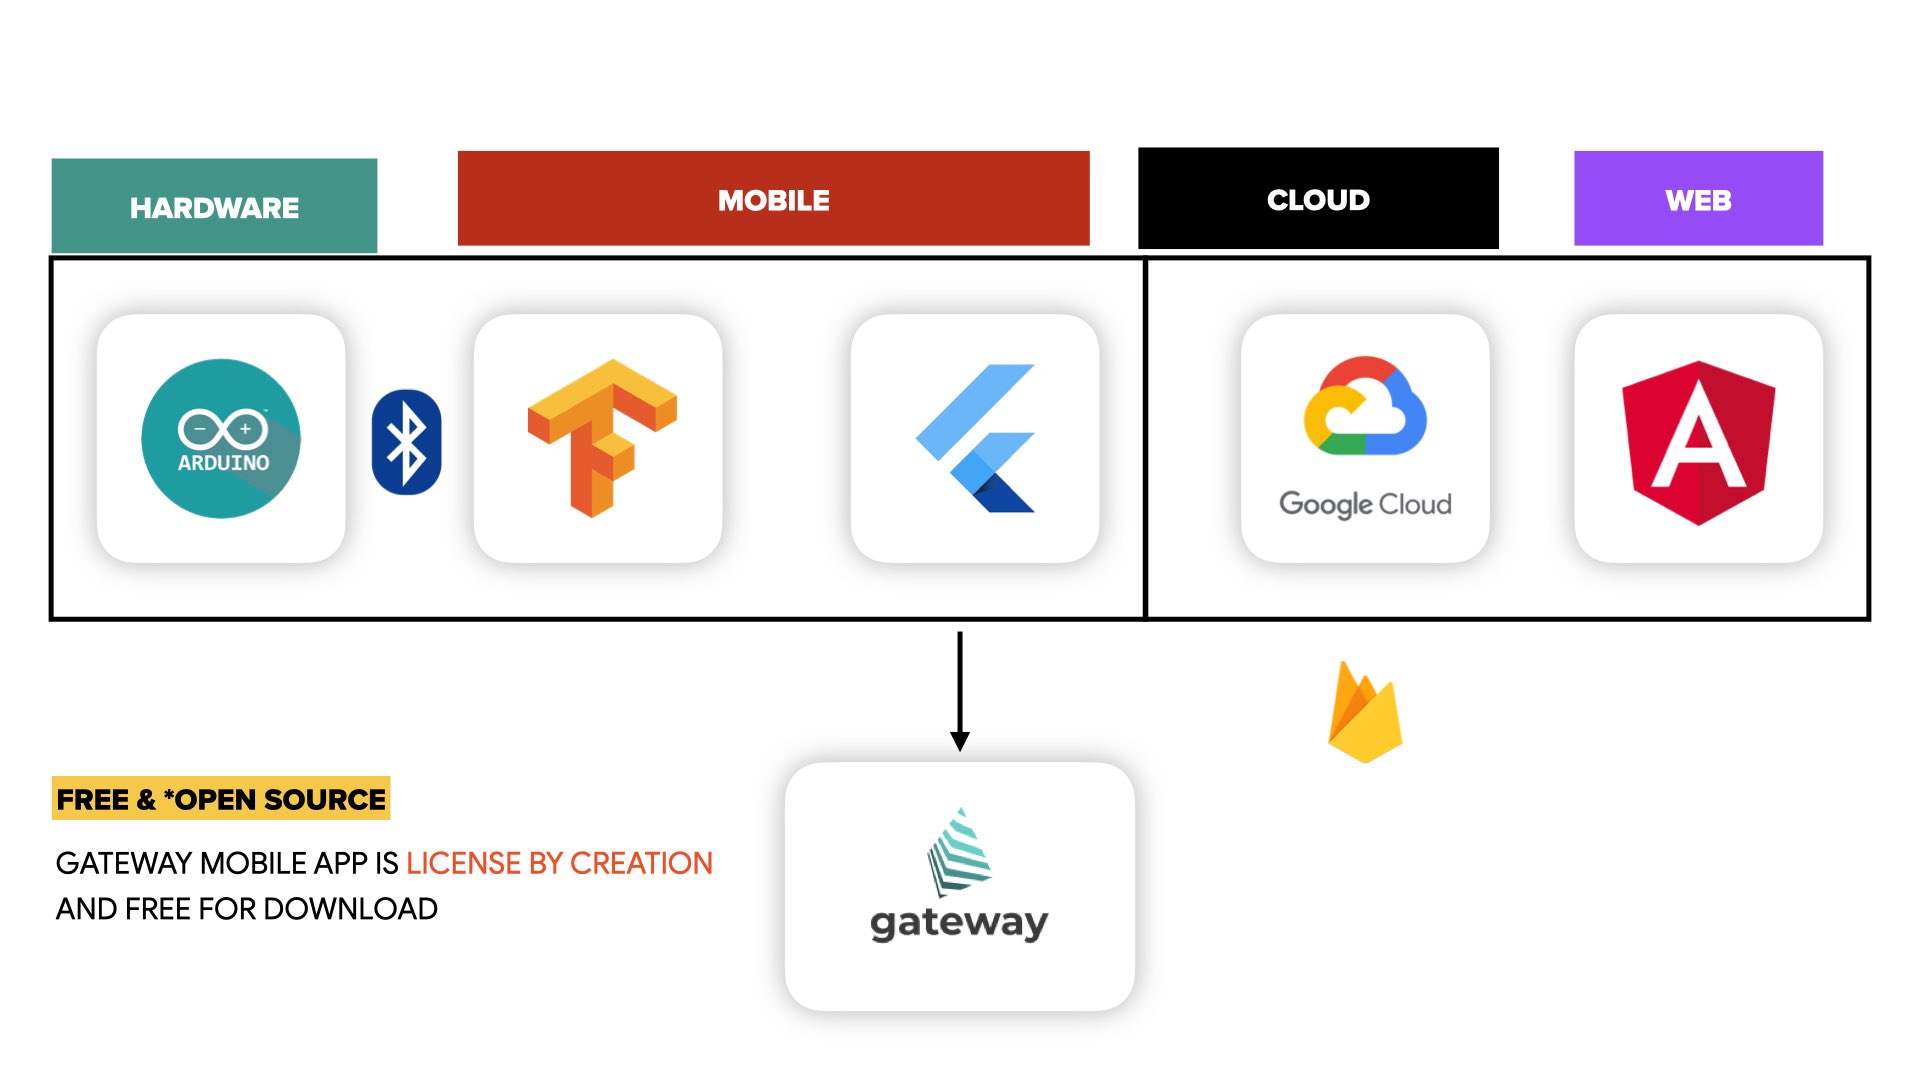 HARDWARE
MOBILE
CLOUD
WEB
ARDUINO
Google Cloud
FREE & *OPEN SOURCE
GATEWAY MOBILE APP IS LICENSE BY CREATION
AND FREE FOR DOWNLOAD
gateway